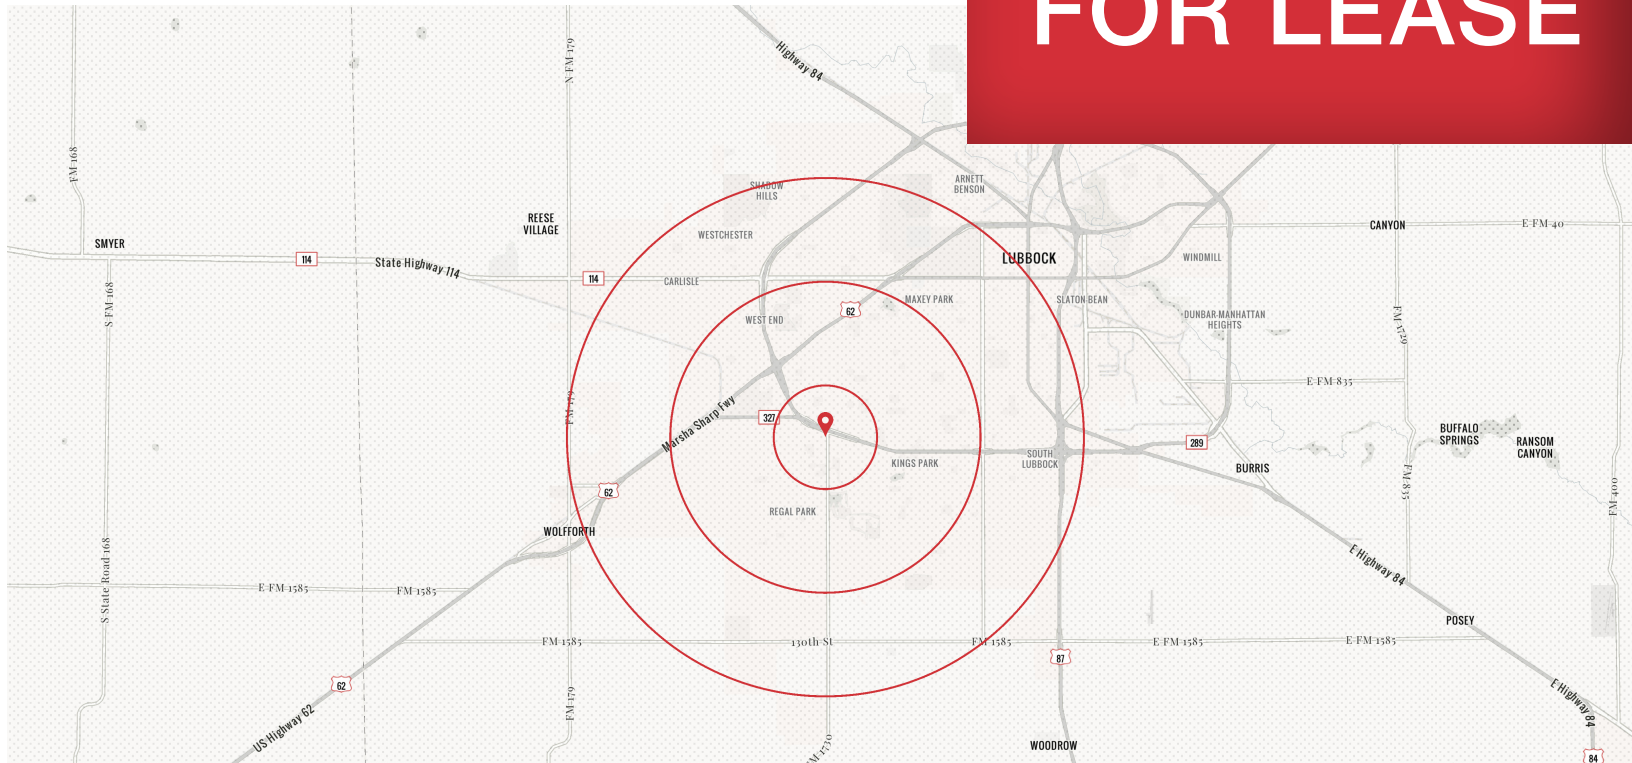 FOR LEASE
Highway 84
N FM 179
FM 168
SHADOW
HILLS
ARNETT
BENSON
REESE
VILLAGE
WESTCHESTER
SMYER
CANYON
E FM 40
114
State Highway 114
114
CARLISLE
LUBBOCK
WINDMILL
S FM 168
62
MAXEY PARK
SLATON BEAN
WEST END
DUNBAR-MANHATTAN
HEIGHTS
FM 1729
E FM 835
FM 179
Marsha Sharp Fwy
327
289
BUFFALO
SPRINGS
RANSOM
CANYON
KINGS PARK
SOUTH
LUBBOCK
BURRIS
FM 835
FM 400
62
REGAL PARK
WOLFFORTH
E Highway 84
S State Road 168
E FM 1585
FM 1585
POSEY
FM 1585
130th St
FM 1585
E FM 1585
E FM 1585
87
62
E Highway 84
FM 179
US Highway 62
FM 1730
WOODROW
84